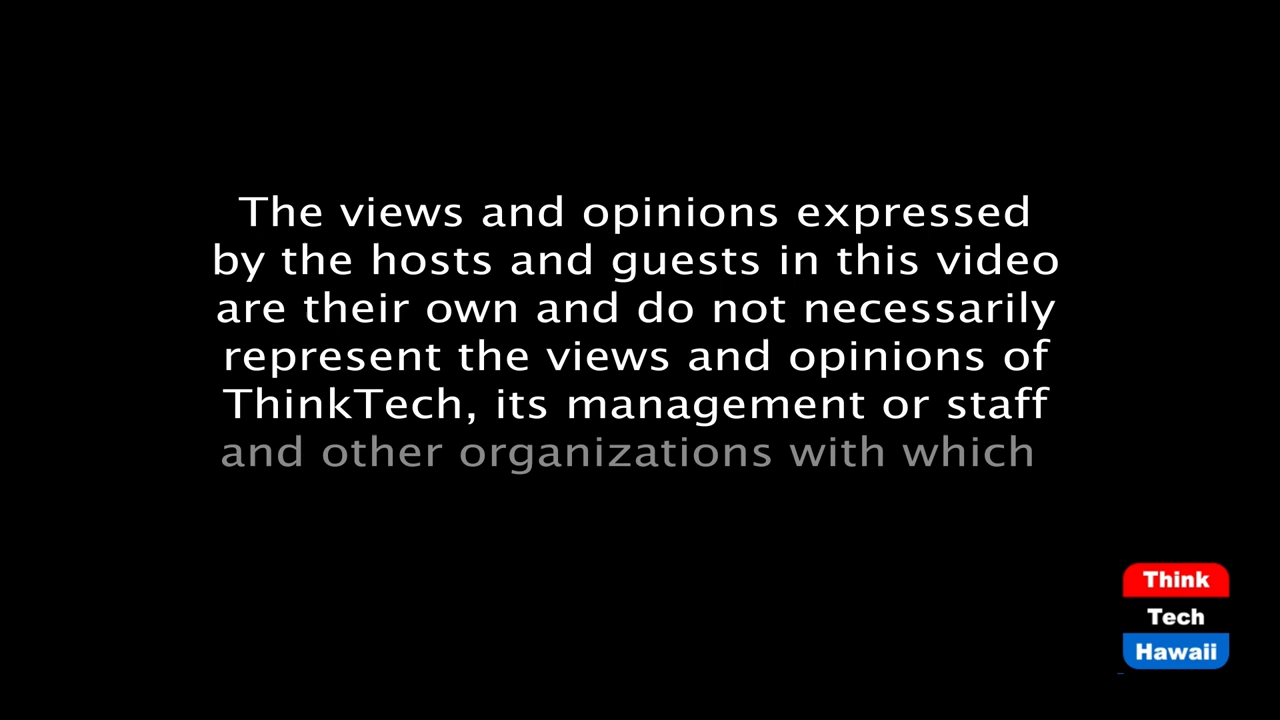 The views and opinions expressed
by the hosts and guests in this video
are their own and do not necessarily
represent the views and opinions of
ThinkTech, its management or staff
and other organizations with which
Think
Tech
Hawaii